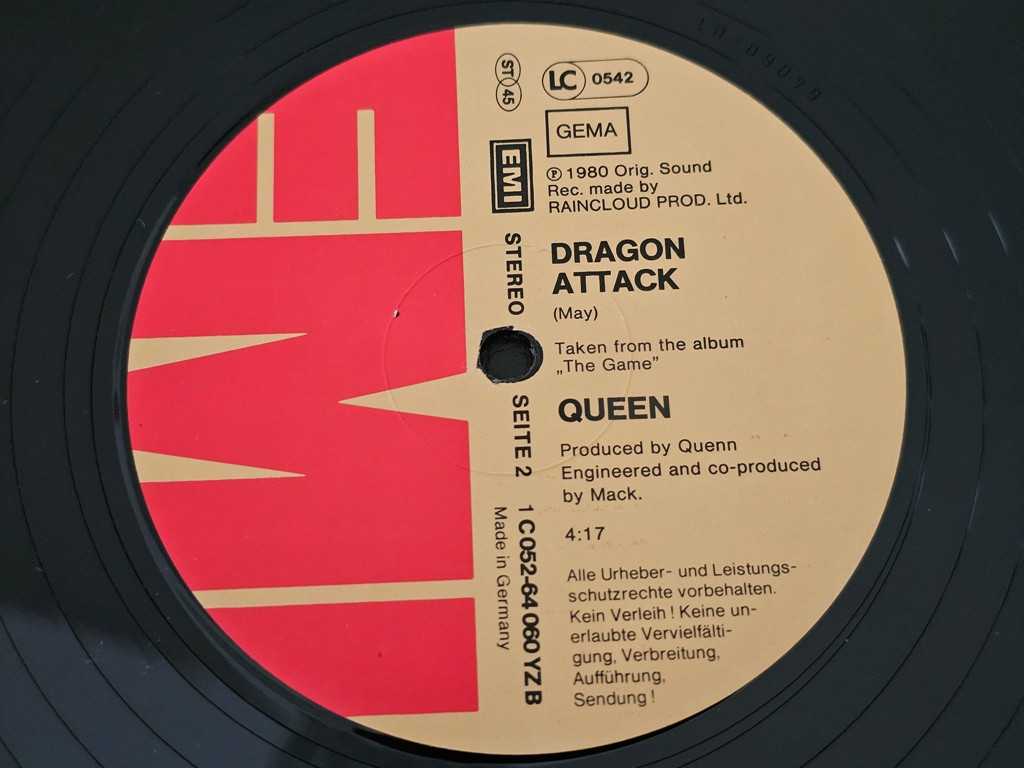 EMI
ST 45
LC 0542
GEMA
EMI
℗ 1980 Orig. Sound
Rec. made by
RAINCLOUD PROD. Ltd.
STEREO
DRAGON
ATTACK
(May)
Taken from the album
„The Game"
QUEEN
SEITE 2
Produced by Quenn
Engineered and co-produced
by Mack.
4:17
1 C 052-64 060 YZ B
Made in Germany
Alle Urheber- und Leistungs-
schutzrechte vorbehalten.
Kein Verleih! Keine un-
erlaubte Vervielfälti-
gung, Verbreitung,
Aufführung,
Sendung!